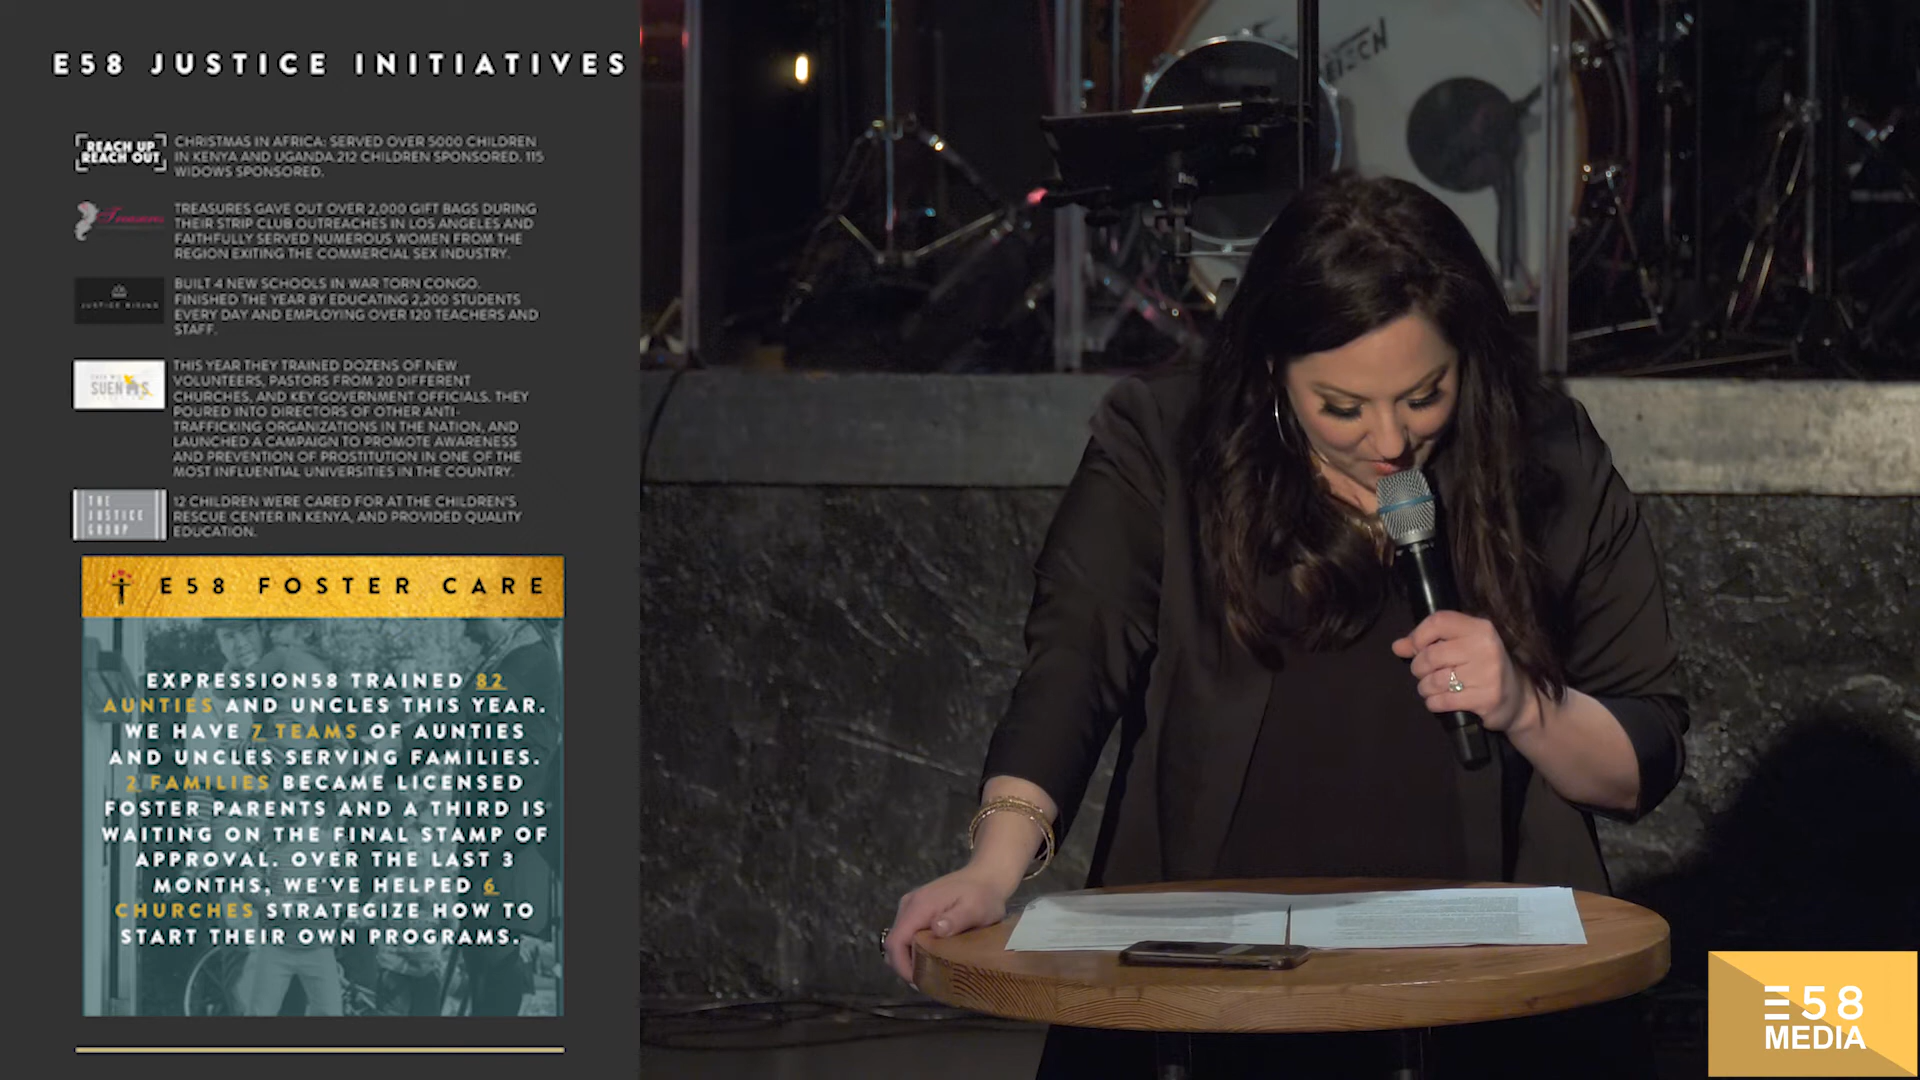 E58 JUSTICE INITIATIVES
REACH UP
REACH OUT
CHRISTMAS IN AFRICA: SERVED OVER 5000 CHILDREN
IN KENYA AND UGANDA.212 CHILDREN SPONSORED. 115
WIDOWS SPONSORED.
Treasures
TREASURES GAVE OUT OVER 2,000 GIFT BAGS DURING
THEIR STRIP CLUB OUTREACHES IN LOS ANGELES AND
FAITHFULLY SERVED NUMEROUS WOMEN FROM THE
REGION EXITING THE COMMERCIAL SEX INDUSTRY.
JUSTICE RISING
BUILT 4 NEW SCHOOLS IN WAR TORN CONGO.
FINISHED THE YEAR BY EDUCATING 2,200 STUDENTS
EVERY DAY AND EMPLOYING OVER 120 TEACHERS AND
STAFF.
THIS YEAR THEY TRAINED DOZENS OF NEW
VOLUNTEERS, PASTORS FROM 20 DIFFERENT
CHURCHES, AND KEY GOVERNMENT OFFICIALS. THEY
POURED INTO DIRECTORS OF OTHER ANTI-
TRAFFICKING ORGANIZATIONS IN THE NATION, AND
LAUNCHED A CAMPAIGN TO PROMOTE AWARENESS
AND PREVENTION OF PROSTITUTION IN ONE OF THE
MOST INFLUENTIAL UNIVERSITIES IN THE COUNTRY.
THE
JUSTICE
GROUP
12 CHILDREN WERE CARED FOR AT THE CHILDREN'S
RESCUE CENTER IN KENYA, AND PROVIDED QUALITY
EDUCATION.
E58 FOSTER CARE
EXPRESSION58 TRAINED 82
AUNTIES AND UNCLES THIS YEAR.
WE HAVE 7 TEAMS OF AUNTIES
AND UNCLES SERVING FAMILIES.
2 FAMILIES BECAME LICENSED
FOSTER PARENTS AND A THIRD IS
WAITING ON THE FINAL STAMP OF
APPROVAL. OVER THE LAST 3
MONTHS, WE'VE HELPED 6
CHURCHES STRATEGIZE HOW TO
START THEIR OWN PROGRAMS.
E58
MEDIA